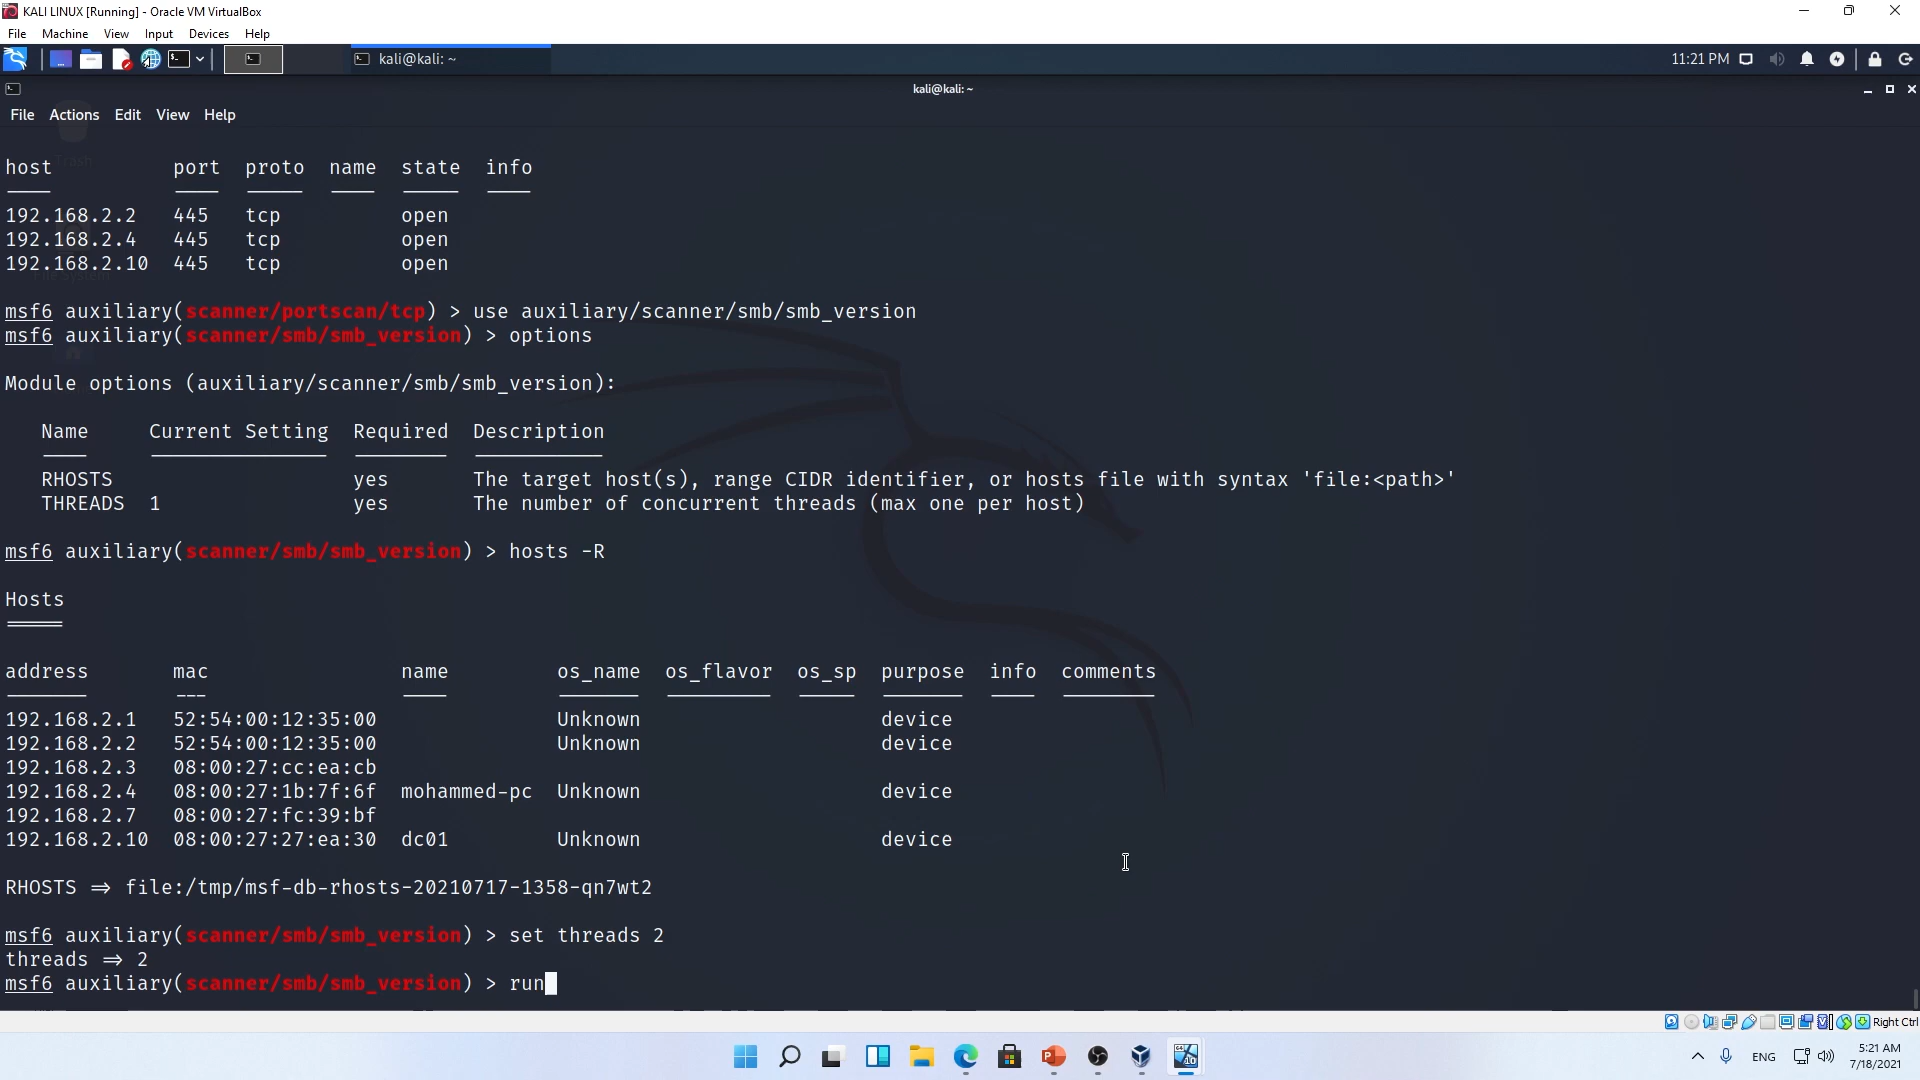 KALI LINUX [Running] - Oracle VM VirtualBox
File Machine View Input Devices Help
kali@kali: ~
11:21 PM
kali@kali: ~
File Actions Edit View Help
Trash
host port proto name state info
192.168.2.2 445 tcp open
192.168.2.4 445 tcp open
192.168.2.10 445 tcp open
msf6 auxiliary(scanner/portscan/tcp) > use auxiliary/scanner/smb/smb_version
msf6 auxiliary(scanner/smb/smb_version) > options
Module options (auxiliary/scanner/smb/smb_version):
Name Current Setting Required Description
RHOSTS yes The target host(s), range CIDR identifier, or hosts file with syntax 'file:<path>'
THREADS 1 yes The number of concurrent threads (max one per host)
msf6 auxiliary(scanner/smb/smb_version) > hosts -R
Hosts
address mac name os_name os_flavor os_sp purpose info comments
192.168.2.1 52:54:00:12:35:00 Unknown device
192.168.2.2 52:54:00:12:35:00 Unknown device
192.168.2.3 08:00:27:cc:ea:cb
192.168.2.4 08:00:27:1b:7f:6f mohammed-pc Unknown device
192.168.2.7 08:00:27:fc:39:bf
192.168.2.10 08:00:27:27:ea:30 dc01 Unknown device
RHOSTS ⇒ file:/tmp/msf-db-rhosts-20210717-1358-qn7wt2
msf6 auxiliary(scanner/smb/smb_version) > set threads 2
threads ⇒ 2
msf6 auxiliary(scanner/smb/smb_version) > run
Right Ctrl
ENG
5:21 AM
7/18/2021